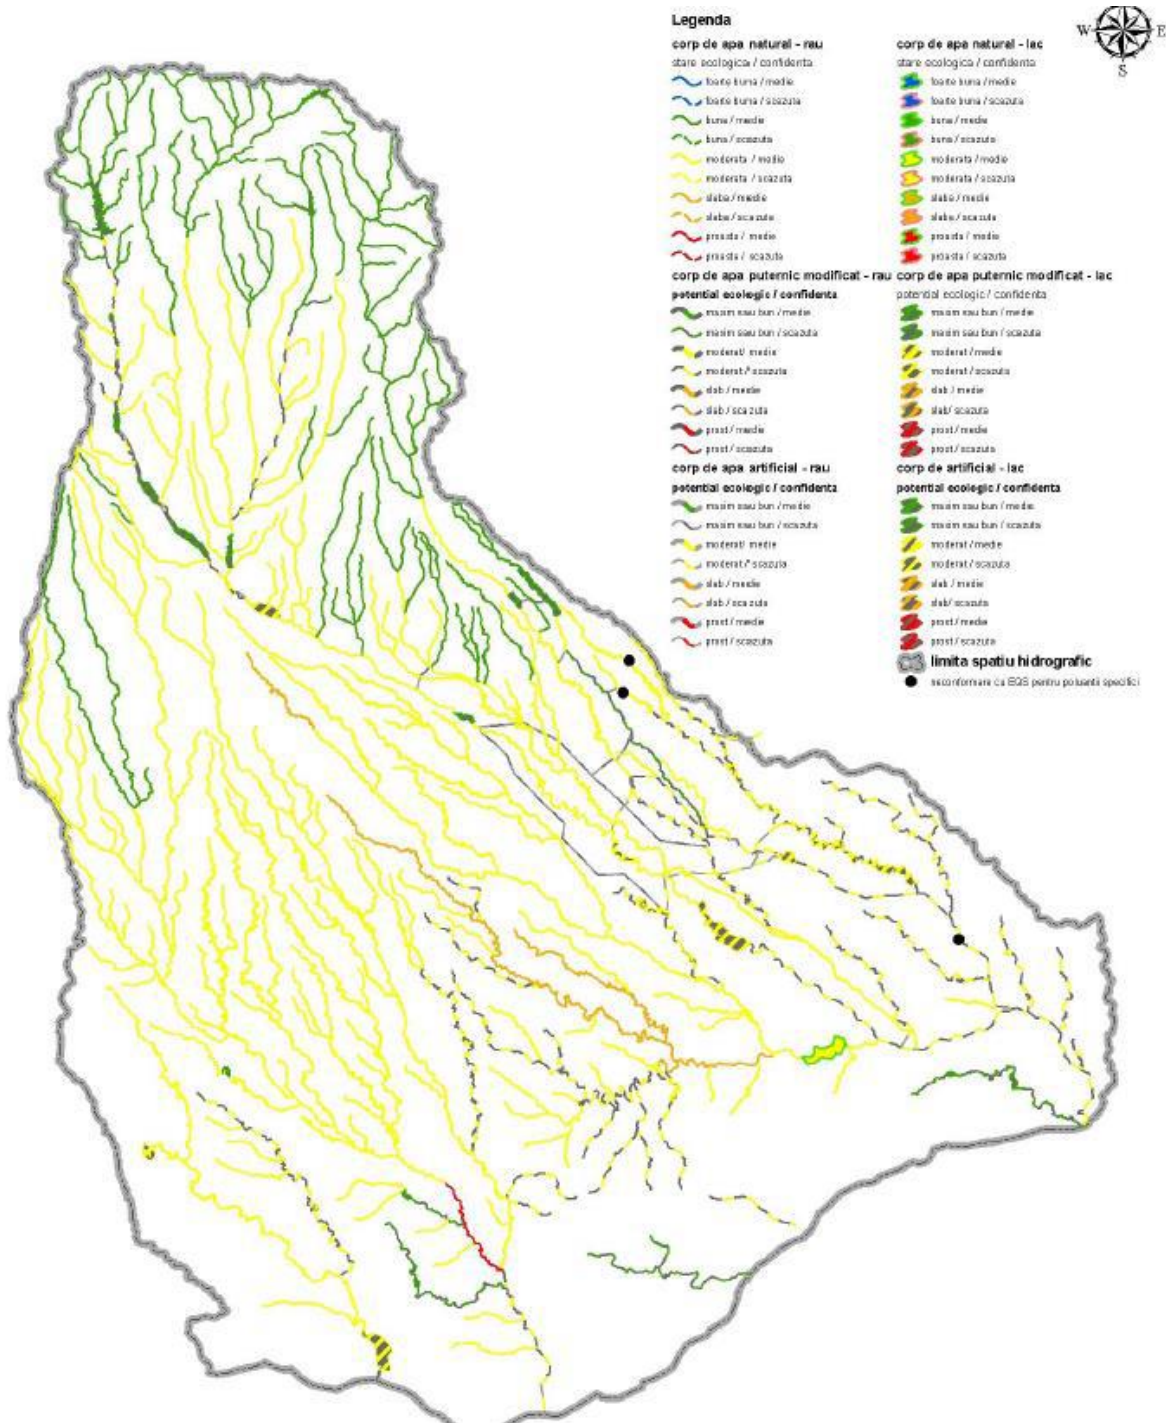 Legenda
W E
S
corp de apa natural - rau
stare ecologica / confidenta
foarte buna / medie
foarte buna / scazuta
buna / medie
buna / scazuta
moderata / medie
moderata / scazuta
slaba / medie
slaba / scazuta
proasta / medie
proasta / scazuta
corp de apa puternic modificat - rau
potential ecologic / confidenta
maxim sau bun / medie
maxim sau bun / scazuta
moderat/ medie
moderat/* scazuta
slab / medie
slab / scazuta
prost / medie
prost / scazuta
corp de apa artificial - rau
potential ecologic / confidenta
maxim sau bun / medie
maxim sau bun / scazuta
moderat/ medie
moderat/* scazuta
slab / medie
slab / scazuta
prost / medie
prost / scazuta
corp de apa natural - lac
stare ecologica / confidenta
foarte buna / medie
foarte buna / scazuta
buna / medie
buna / scazuta
moderata / medie
moderata / scazuta
slaba / medie
slaba / scazuta
proasta / medie
proasta / scazuta
corp de apa puternic modificat - lac
potential ecologic / confidenta
maxim sau bun / medie
maxim sau bun / scazuta
moderat / medie
moderat / scazuta
slab / medie
slab/ scazuta
prost / medie
prost / scazuta
corp de artificial - lac
potential ecologic / confidenta
maxim sau bun / medie
maxim sau bun / scazuta
moderat / medie
moderat / scazuta
slab / medie
slab/ scazuta
prost / medie
prost / scazuta
limita spatiu hidrografic
neconformare cu EQS pentru poluantii specifici